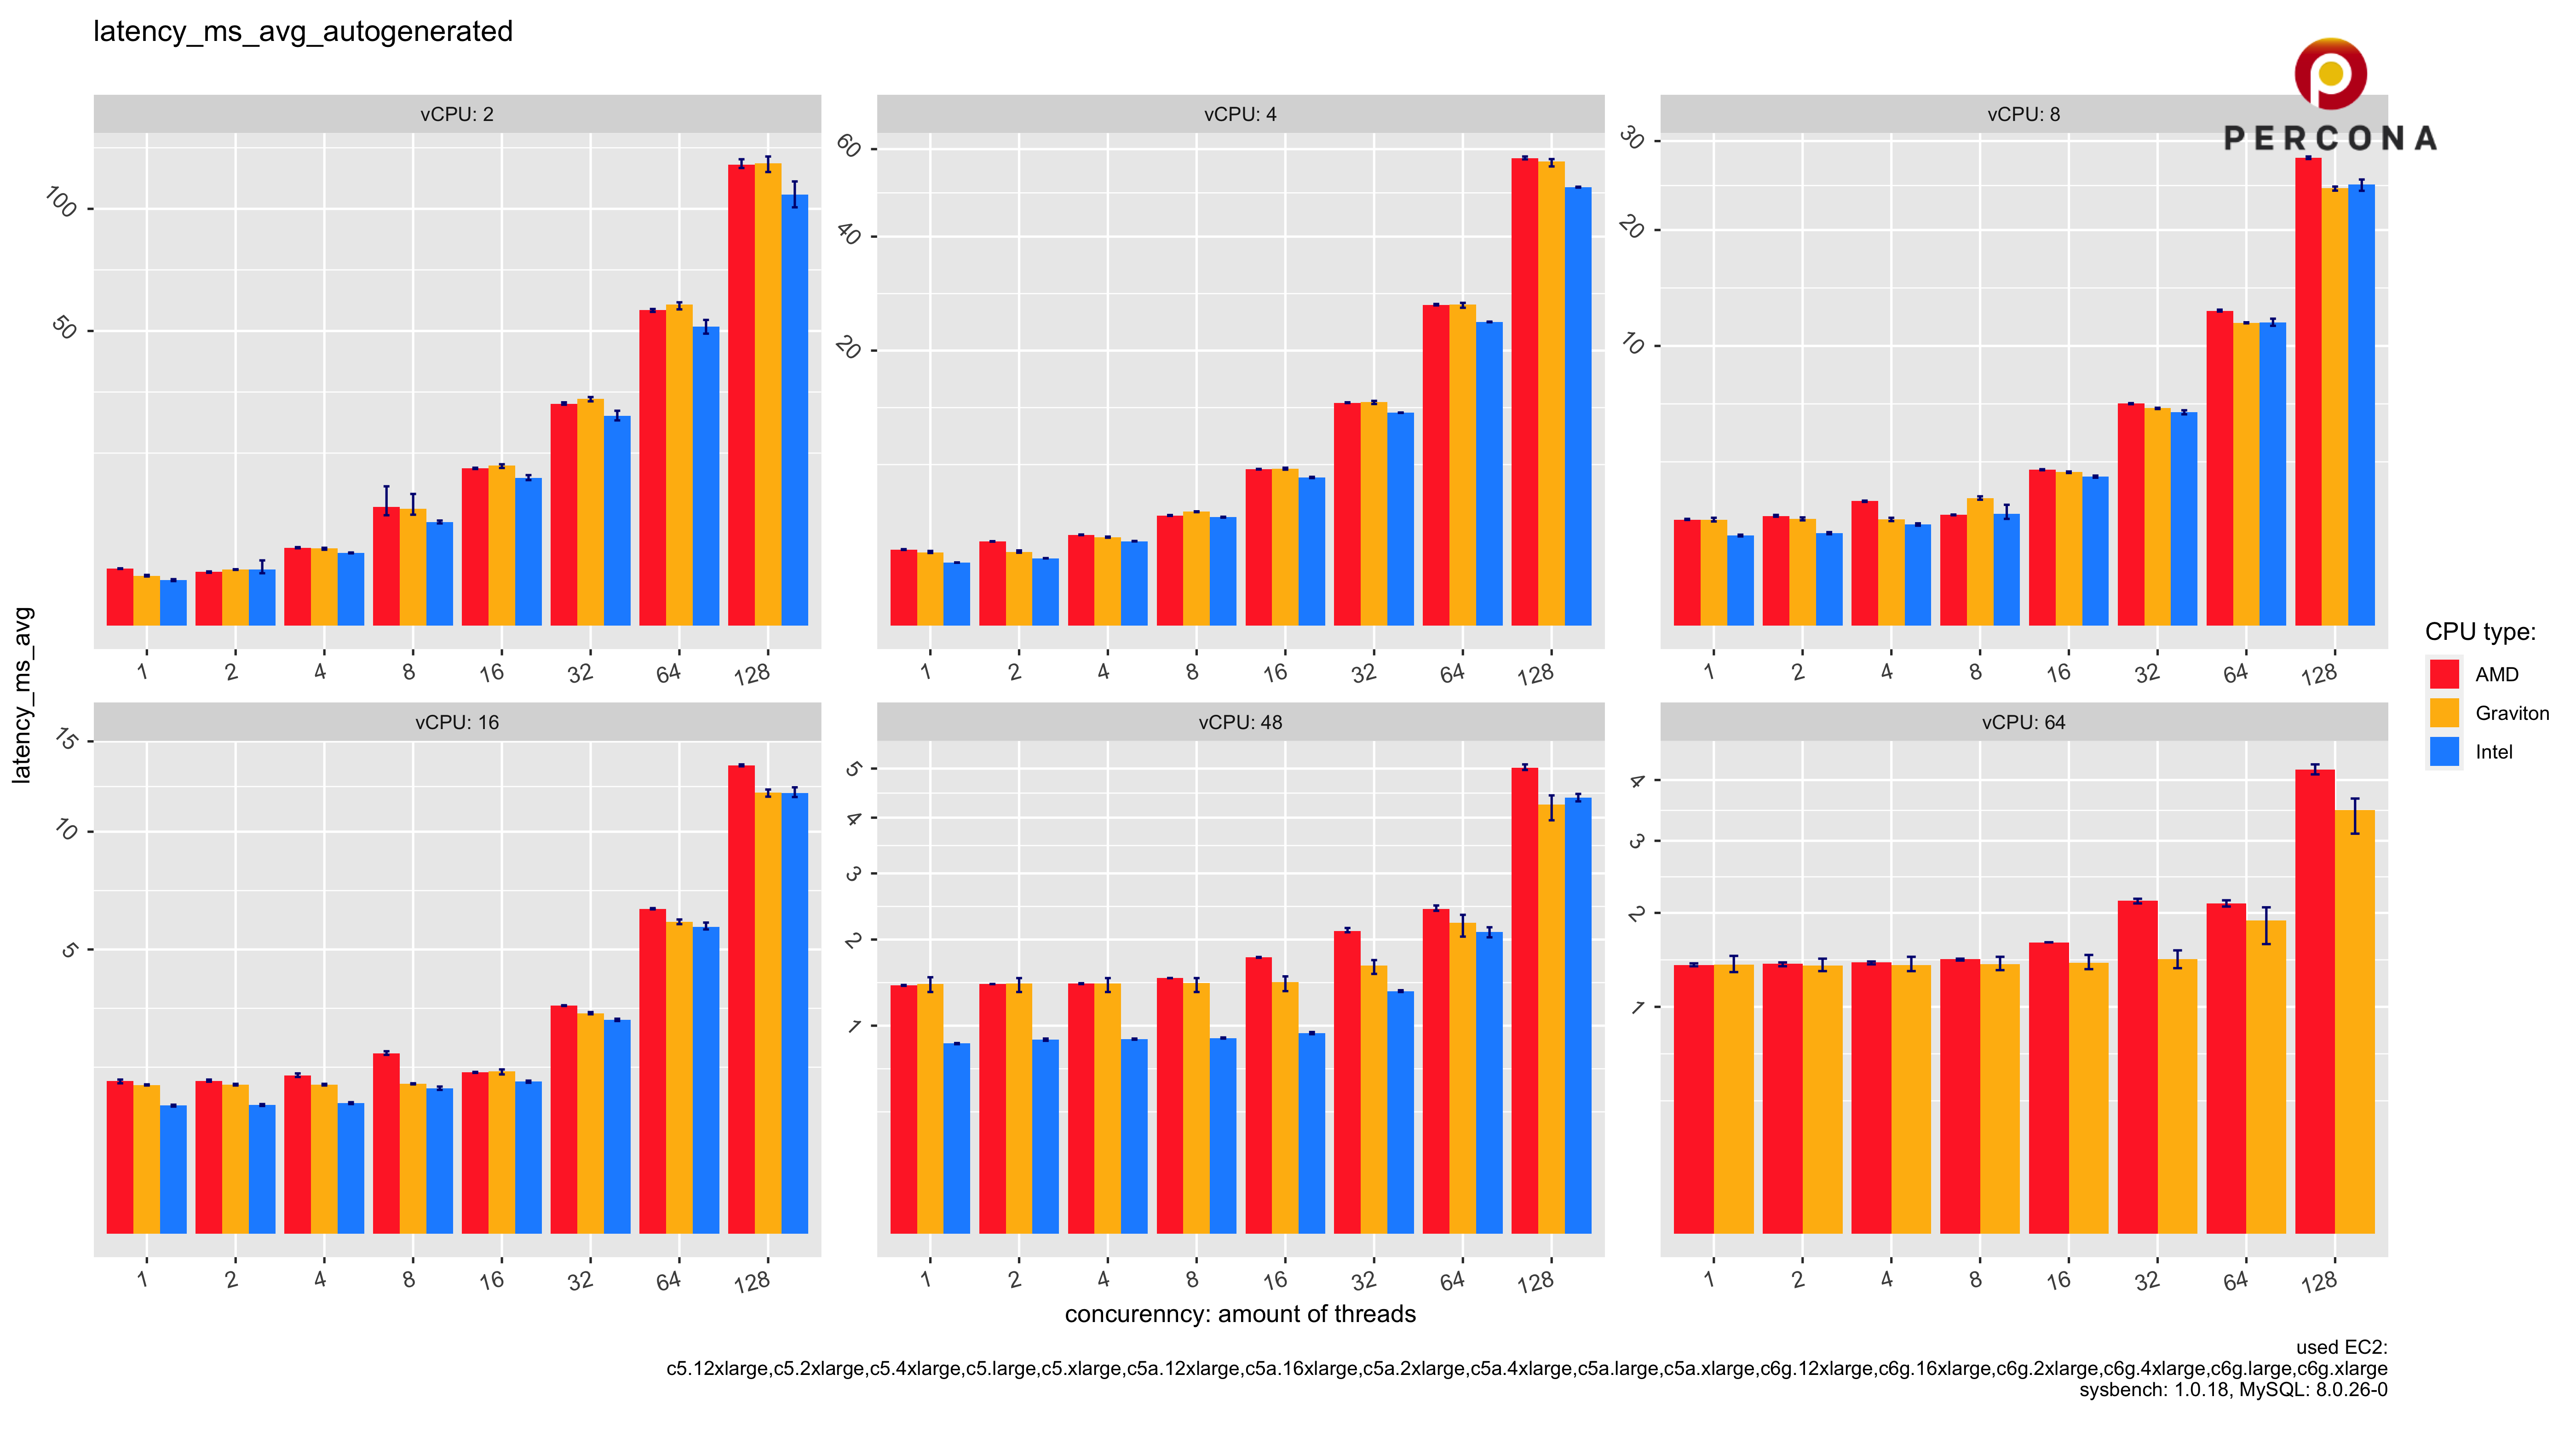 latency_ms_avg_autogenerated
PERCONA
vCPU: 2
vCPU: 4
vCPU: 8
100
50
60
40
20
30
20
10
1 2 4 8 16 32 64 128
1 2 4 8 16 32 64 128
1 2 4 8 16 32 64 128
latency_ms_avg
vCPU: 16
vCPU: 48
vCPU: 64
15
10
5
5
4
3
2
1
4
3
2
1
1 2 4 8 16 32 64 128
1 2 4 8 16 32 64 128
1 2 4 8 16 32 64 128
concurenncy: amount of threads
CPU type:
AMD
Graviton
Intel
used EC2:
c5.12xlarge,c5.2xlarge,c5.4xlarge,c5.large,c5.xlarge,c5a.12xlarge,c5a.16xlarge,c5a.2xlarge,c5a.4xlarge,c5a.large,c5a.xlarge,c6g.12xlarge,c6g.16xlarge,c6g.2xlarge,c6g.4xlarge,c6g.large,c6g.xlarge
sysbench: 1.0.18, MySQL: 8.0.26-0